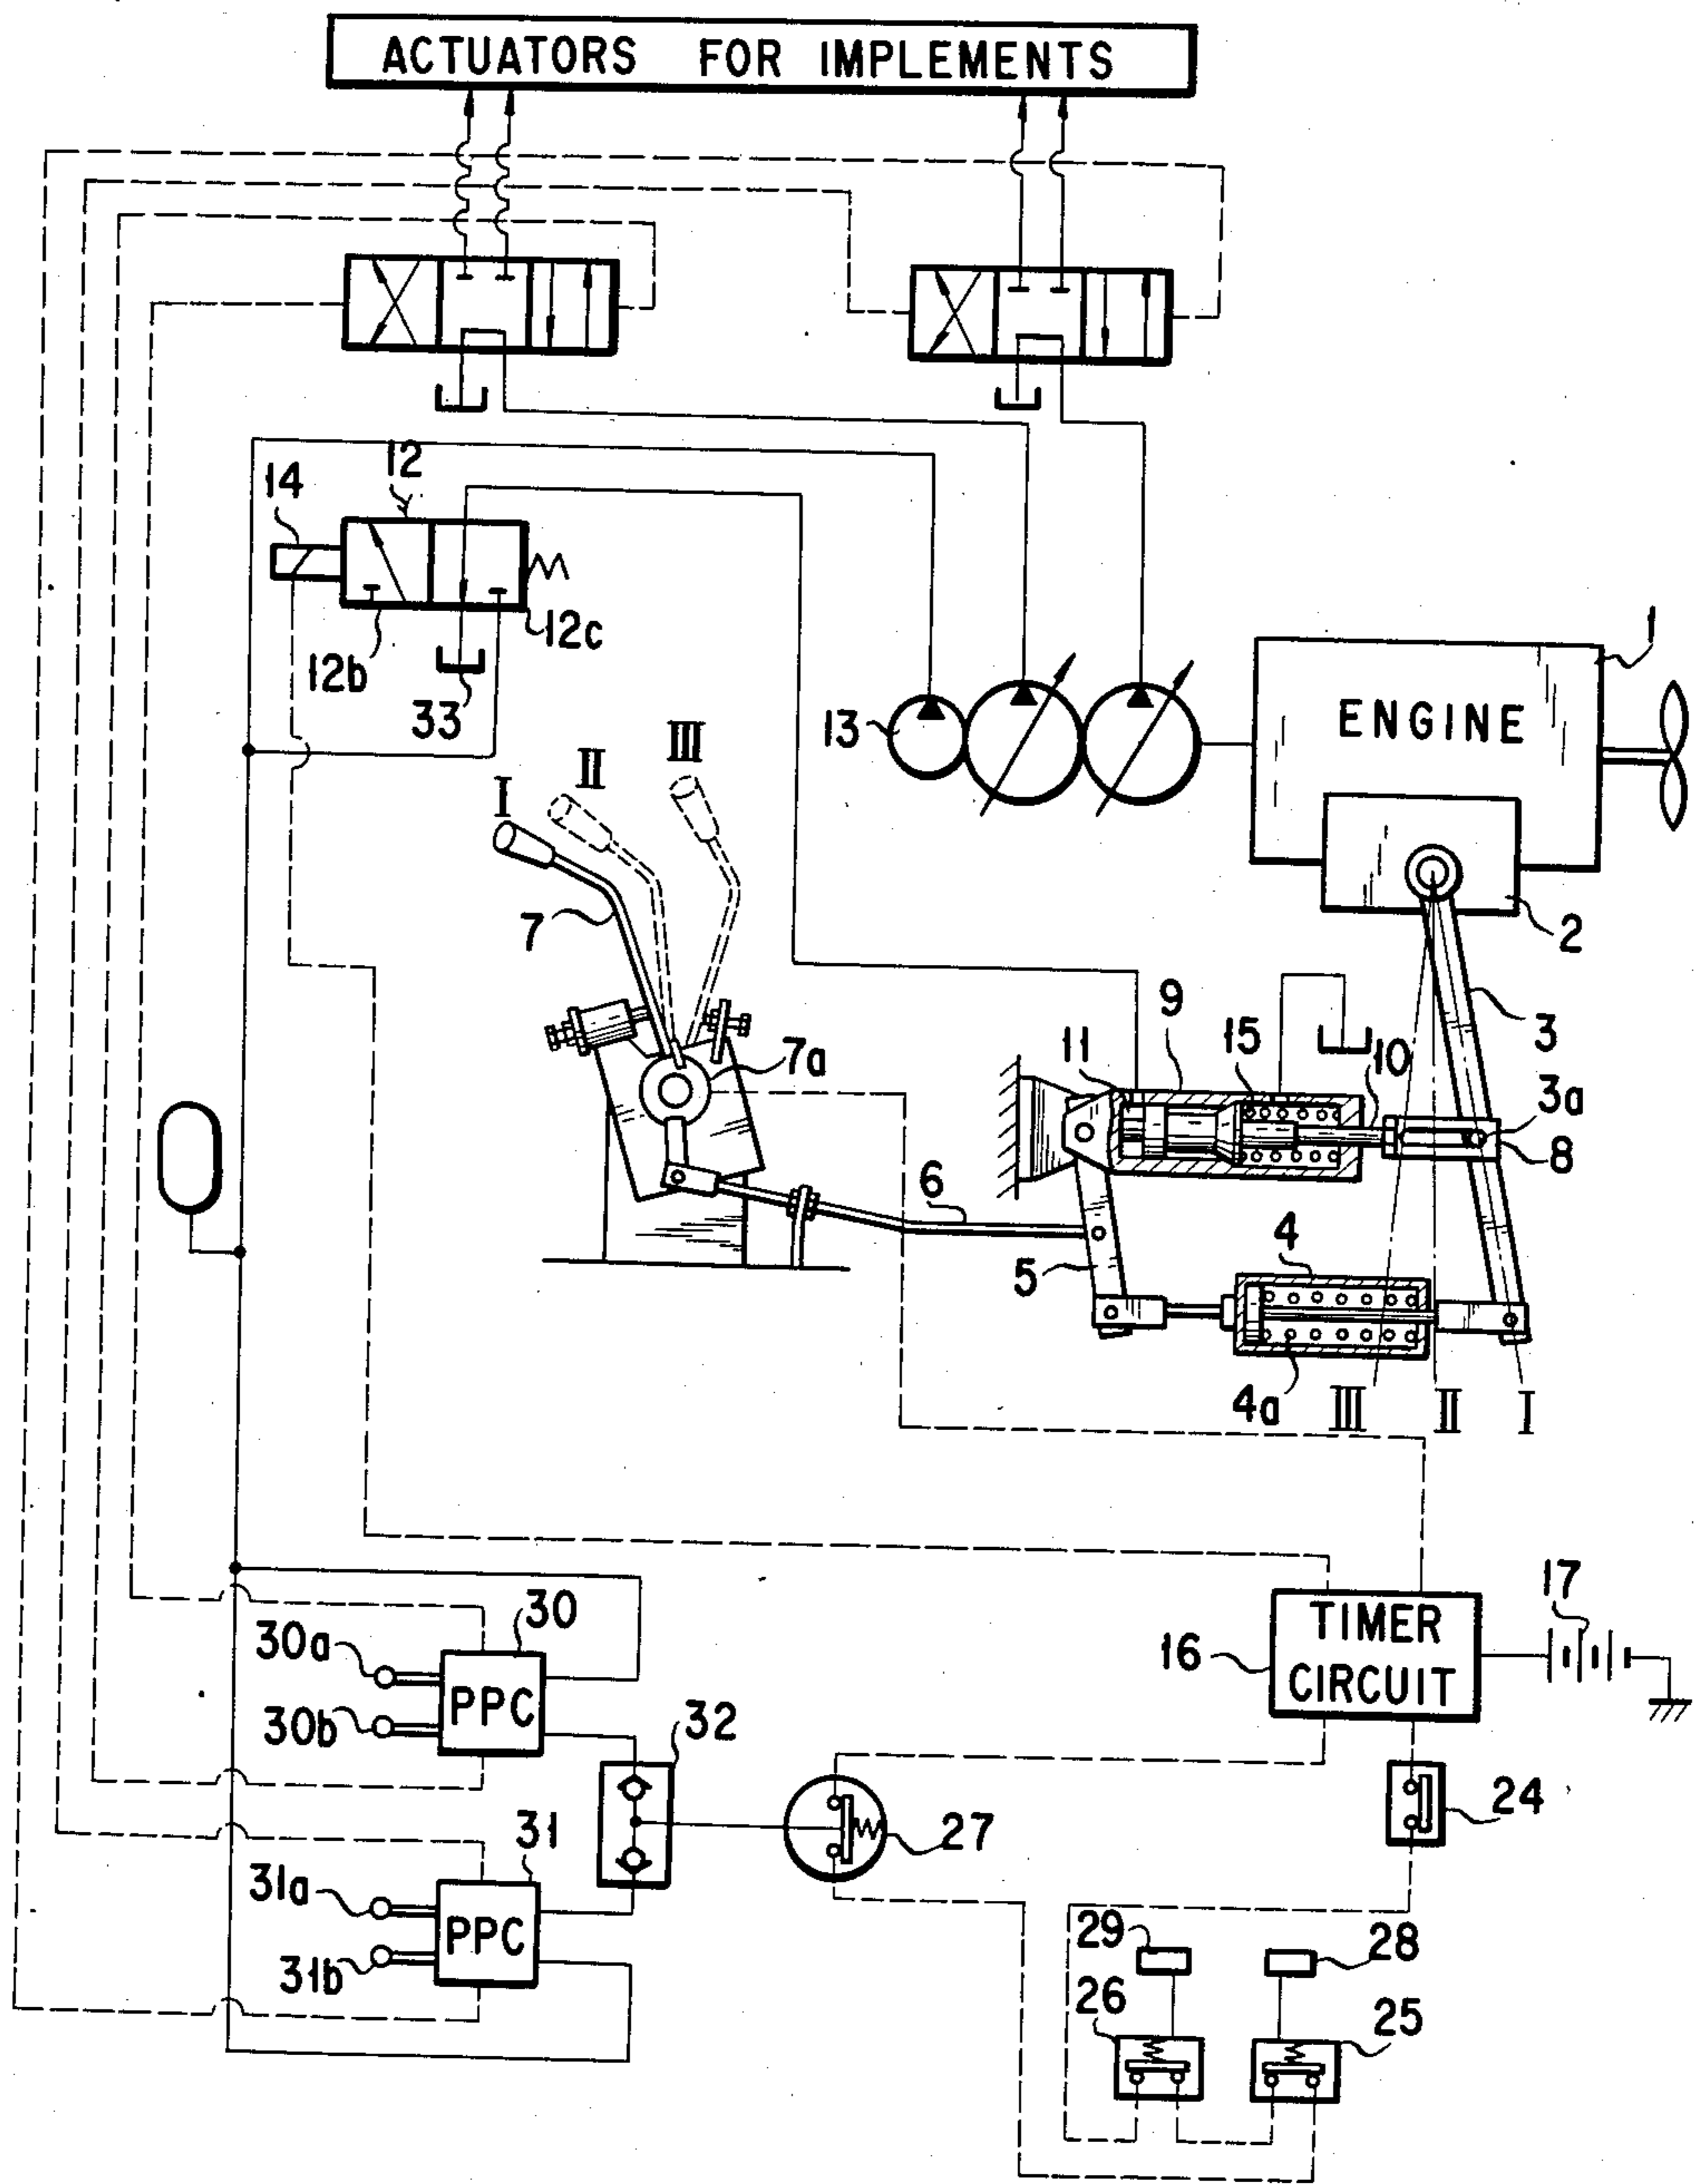 ACTUATORS FOR IMPLEMENTS
14
12
12b
12c
33
13
1
ENGINE
2
I
II
III
7
7a
3
9
11
15
10
3a
8
6
5
4
4a
III
II
I
17
16
TIMER
CIRCUIT
30
30a
30b
PPC
32
24
27
31
31a
31b
PPC
29
28
26
25